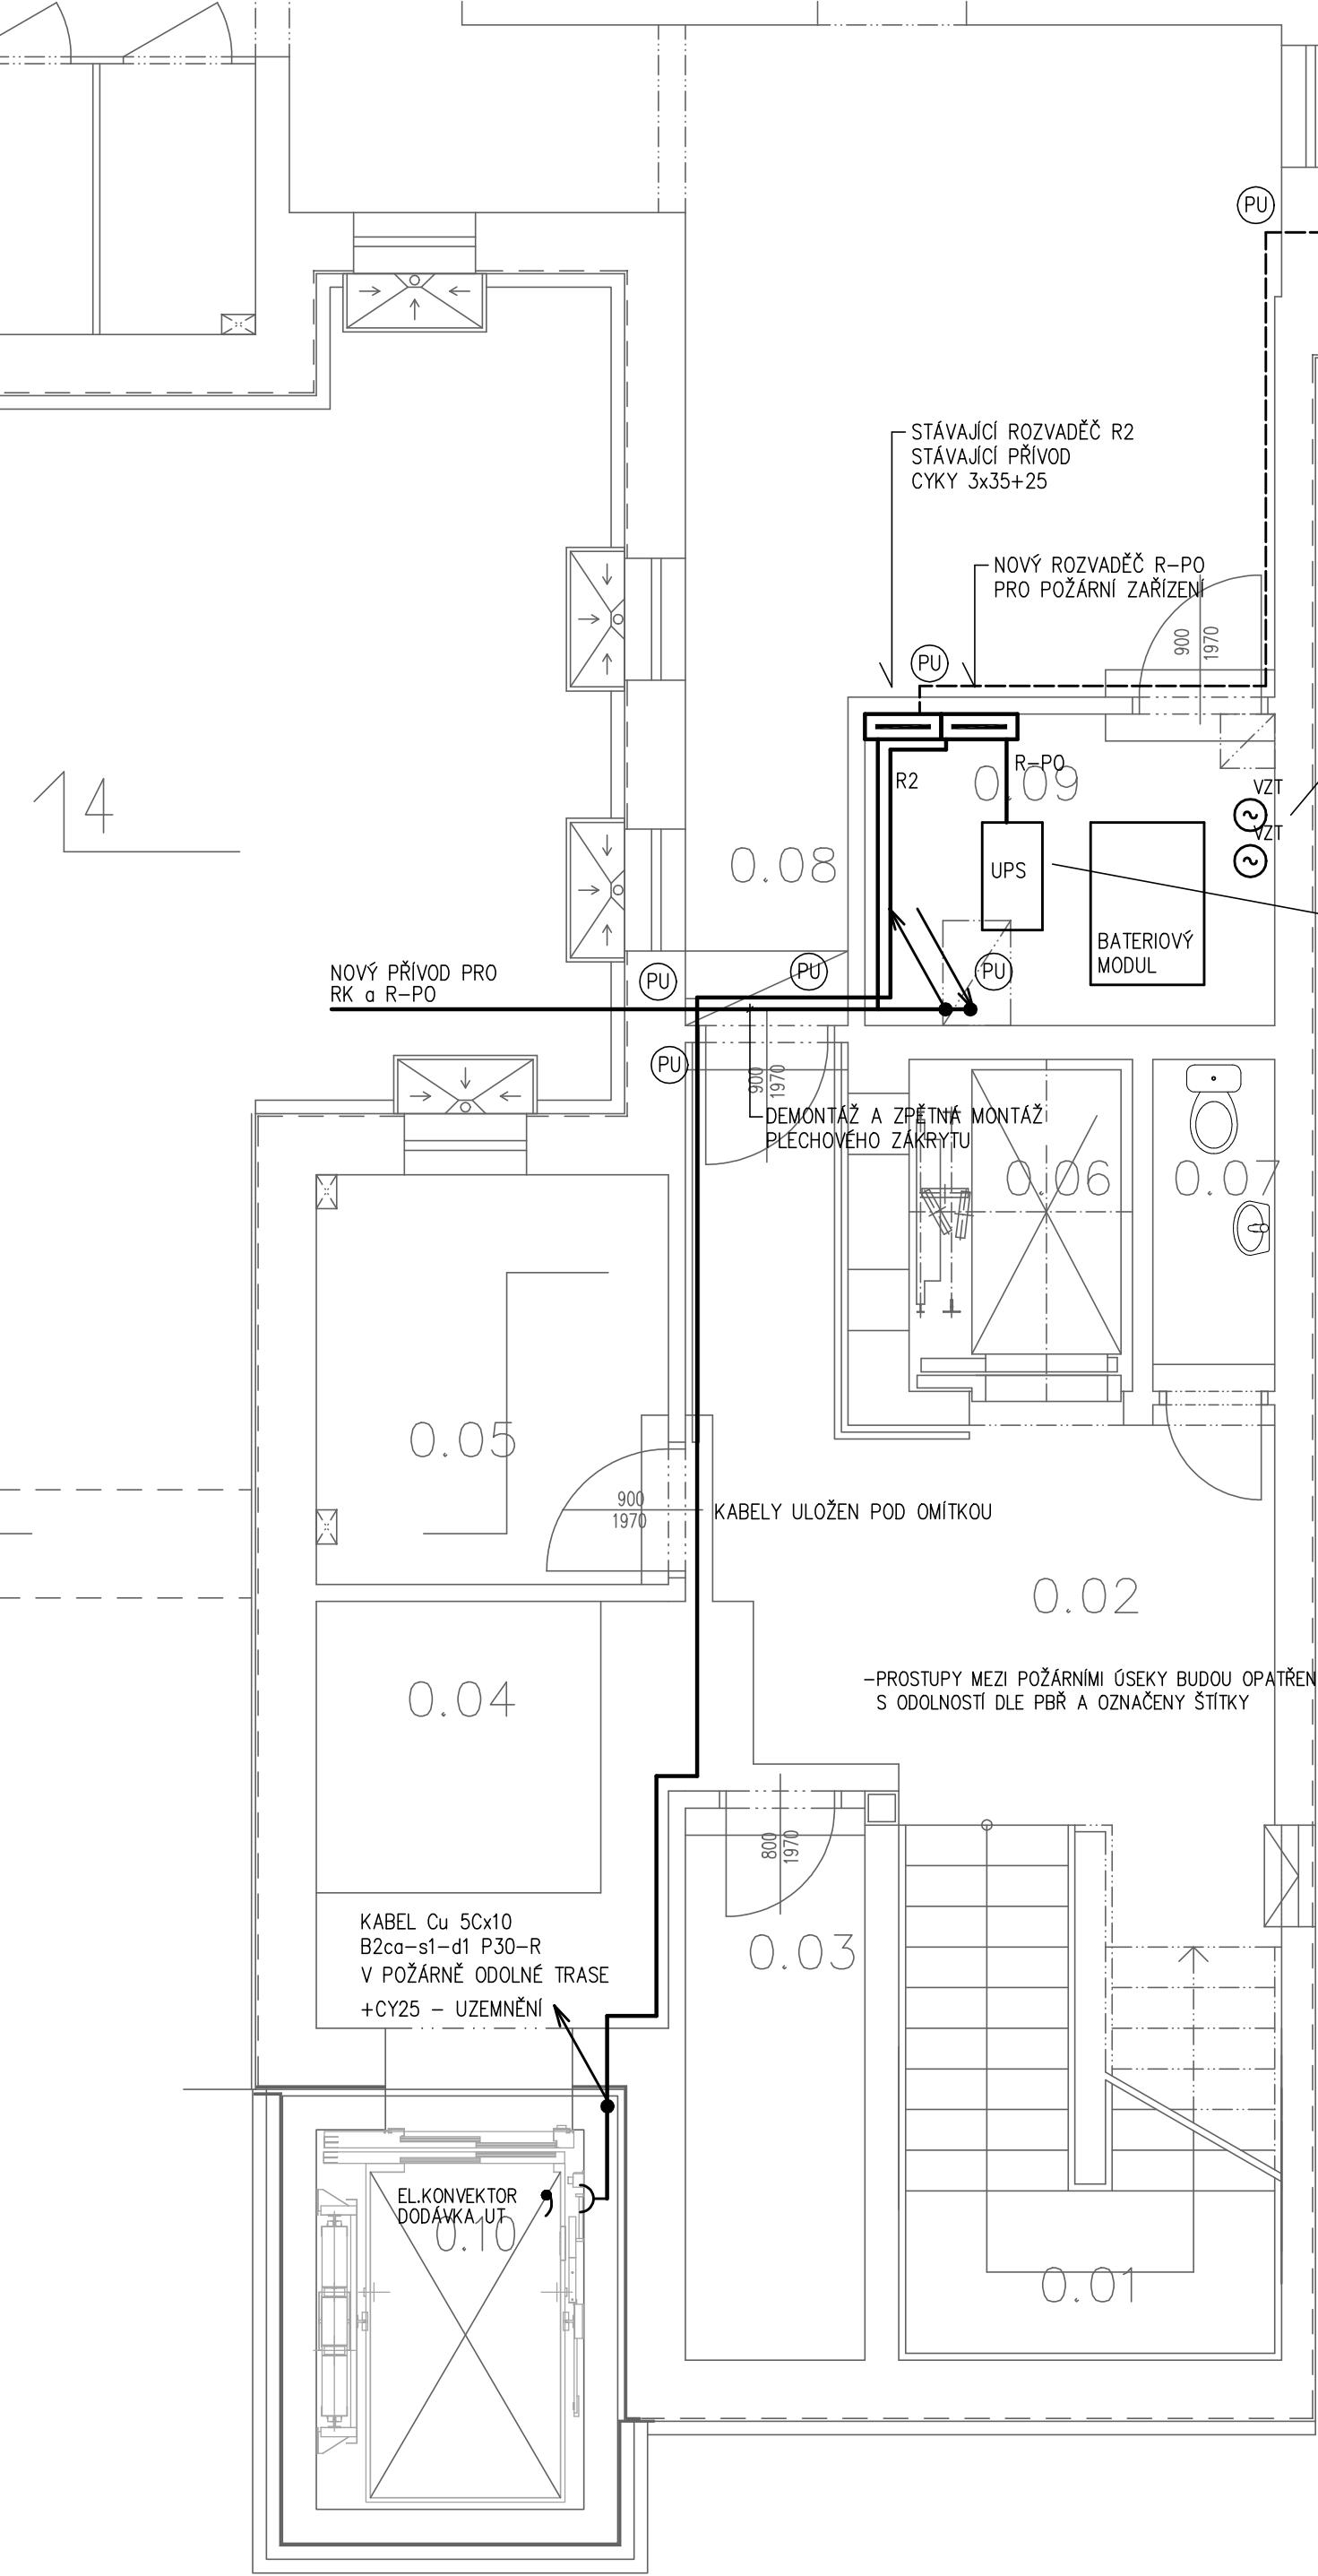 PU
STÁVAJÍCÍ ROZVADĚČ R2
STÁVAJÍCÍ PŘÍVOD
CYKY 3x35+25
NOVÝ ROZVADĚČ R-PO
PRO POŽÁRNÍ ZAŘÍZENÍ
900
1970
PU
R2
R-PO
0.09
VZT
VZT
4
0.08
UPS
BATERIOVÝ
MODUL
NOVÝ PŘÍVOD PRO
RK a R-PO
PU
PU
PU
PU
900
1970
DEMONTÁŽ A ZPĚTNÁ MONTÁŽ
PLECHOVÉHO ZÁKRYTU
0.06
0.07
0.05
900
1970
KABELY ULOŽEN POD OMÍTKOU
0.02
-PROSTUPY MEZI POŽÁRNÍMI ÚSEKY BUDOU OPATŘEN
S ODOLNOSTÍ DLE PBŘ A OZNAČENY ŠTÍTKY
0.04
800
1970
0.03
KABEL Cu 5Cx10
B2ca-s1-d1 P30-R
V POŽÁRNĚ ODOLNÉ TRASE
+CY25 - UZEMNĚNÍ
EL.KONVEKTOR
DODÁVKA UT
0.10
0.01